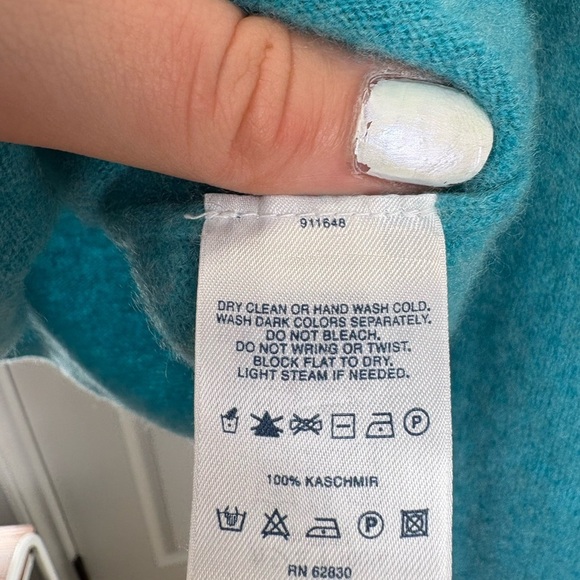 911648
DRY CLEAN OR HAND WASH COLD.
WASH DARK COLORS SEPARATELY.
DO NOT BLEACH.
DO NOT WRING OR TWIST.
BLOCK FLAT TO DRY.
LIGHT STEAM IF NEEDED.
P
100% KASCHMIR
P
RN 62830